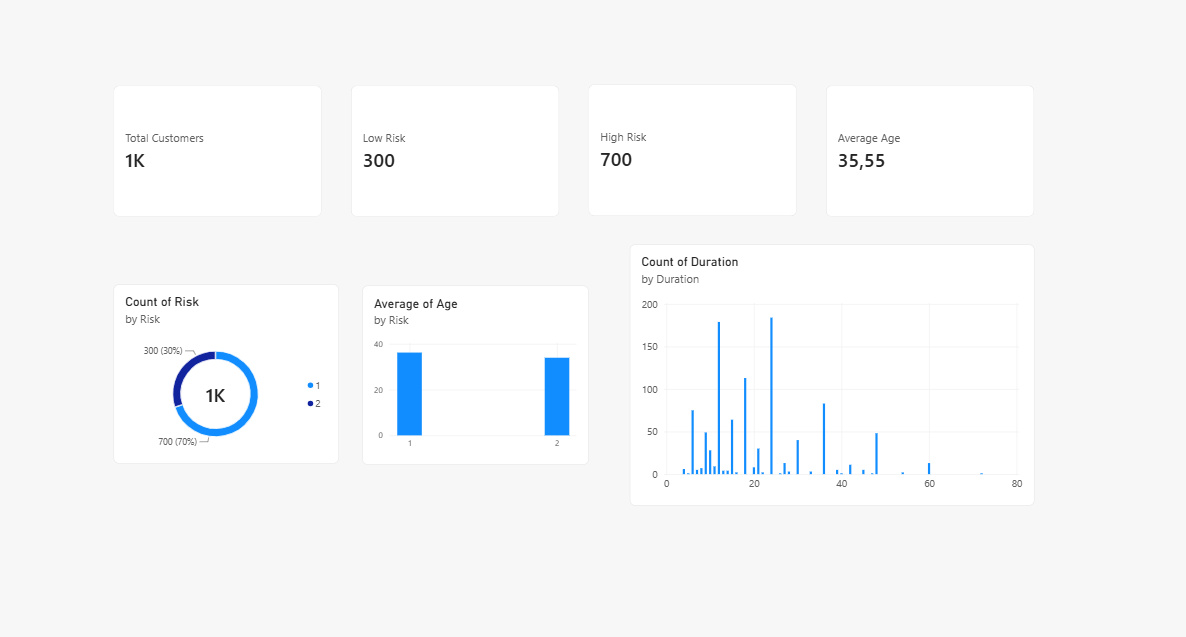 Total Customers
1K
Low Risk
300
High Risk
700
Average Age
35,55
Count of Risk
by Risk
300 (30%)
1K
700 (70%)
1
2
Average of Age
by Risk
40
20
0
1
2
Count of Duration
by Duration
200
150
100
50
0
0
20
40
60
80